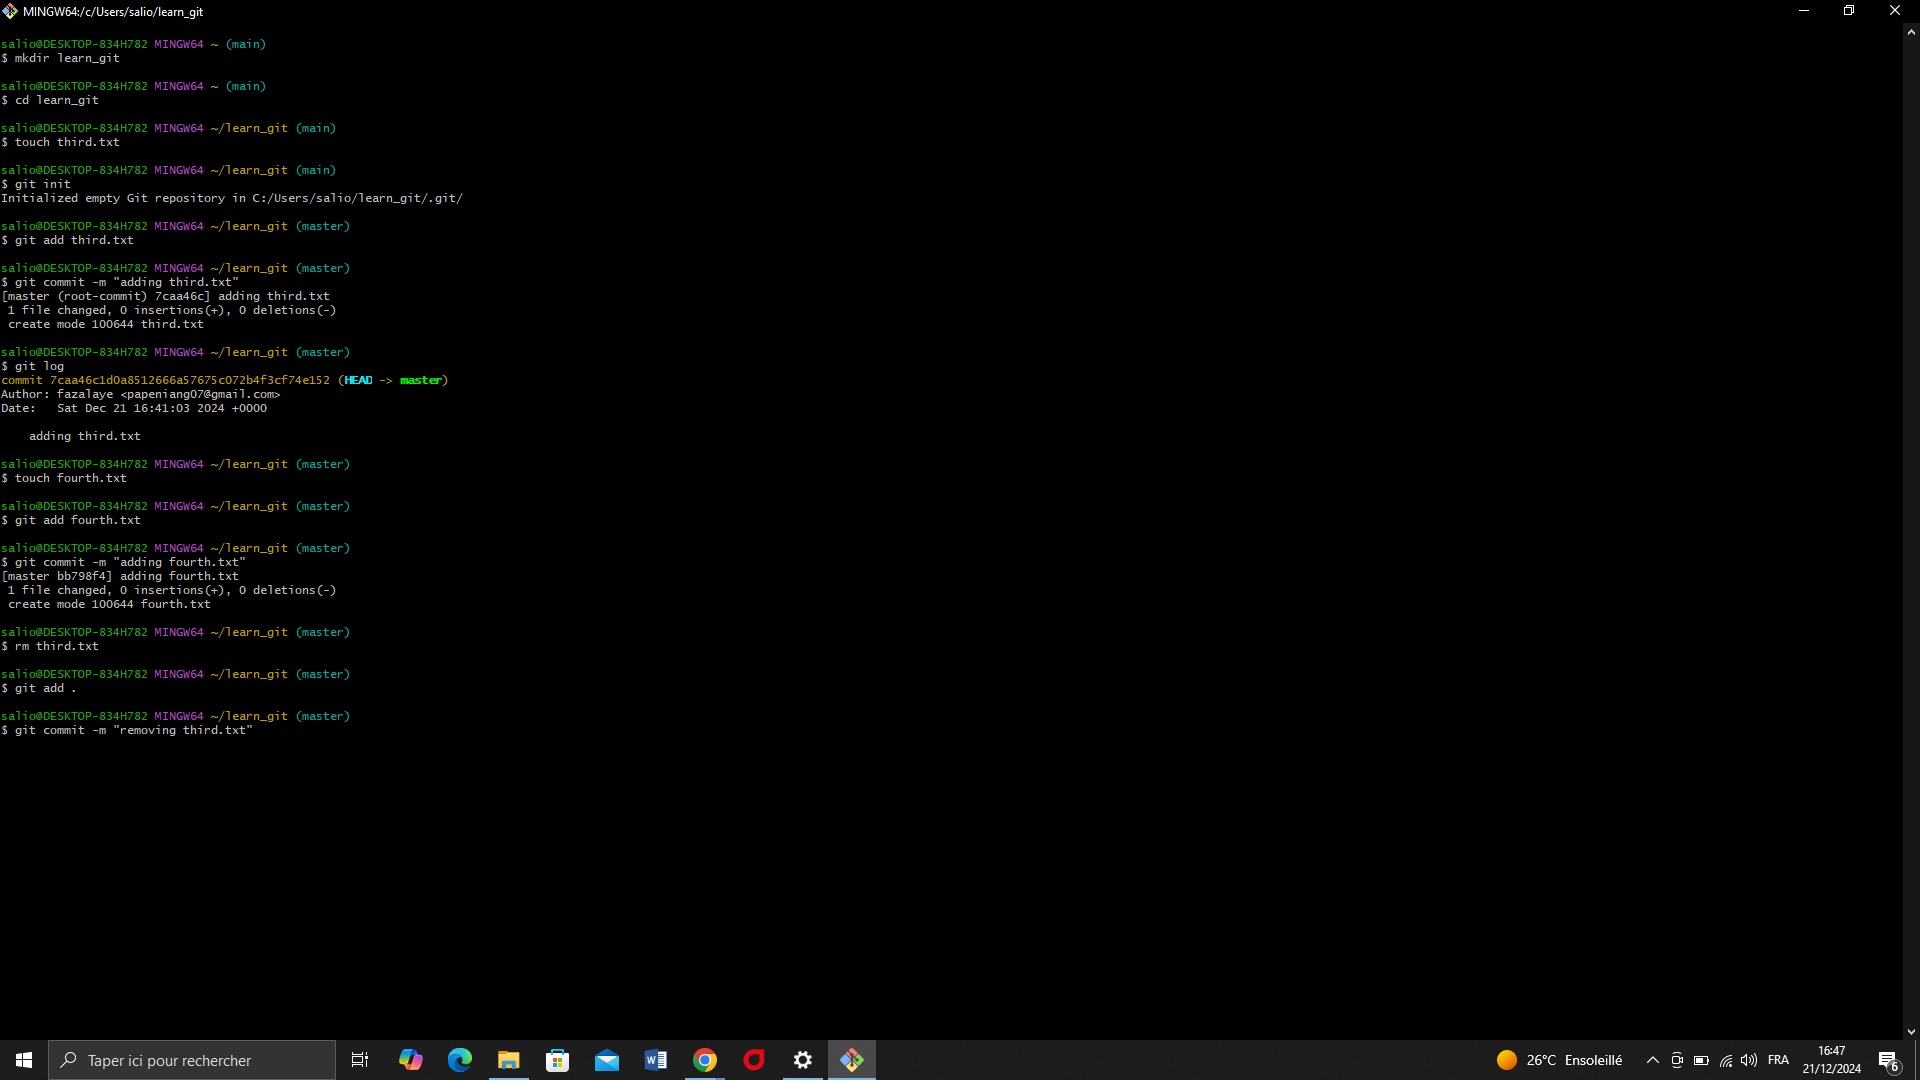 MINGW64:/c/Users/salio/learn_git
salio@DESKTOP-834H782 MINGW64 ~ (main)
$ mkdir learn_git
salio@DESKTOP-834H782 MINGW64 ~ (main)
$ cd learn_git
salio@DESKTOP-834H782 MINGW64 ~/learn_git (main)
$ touch third.txt
salio@DESKTOP-834H782 MINGW64 ~/learn_git (main)
$ git init
Initialized empty Git repository in C:/Users/salio/learn_git/.git/
salio@DESKTOP-834H782 MINGW64 ~/learn_git (master)
$ git add third.txt
salio@DESKTOP-834H782 MINGW64 ~/learn_git (master)
$ git commit -m "adding third.txt"
[master (root-commit) 7caa46c] adding third.txt
 1 file changed, 0 insertions(+), 0 deletions(-)
 create mode 100644 third.txt
salio@DESKTOP-834H782 MINGW64 ~/learn_git (master)
$ git log
commit 7caa46c1d0a8512666a57675c072b4f3cf74e152 (HEAD -> master)
Author: fazalaye <papeniang07@gmail.com>
Date:   Sat Dec 21 16:41:03 2024 +0000
    adding third.txt
salio@DESKTOP-834H782 MINGW64 ~/learn_git (master)
$ touch fourth.txt
salio@DESKTOP-834H782 MINGW64 ~/learn_git (master)
$ git add fourth.txt
salio@DESKTOP-834H782 MINGW64 ~/learn_git (master)
$ git commit -m "adding fourth.txt"
[master bb798f4] adding fourth.txt
 1 file changed, 0 insertions(+), 0 deletions(-)
 create mode 100644 fourth.txt
salio@DESKTOP-834H782 MINGW64 ~/learn_git (master)
$ rm third.txt
salio@DESKTOP-834H782 MINGW64 ~/learn_git (master)
$ git add .
salio@DESKTOP-834H782 MINGW64 ~/learn_git (master)
$ git commit -m "removing third.txt"
Taper ici pour rechercher
26°C Ensoleillé
FRA
16:47
21/12/2024
6